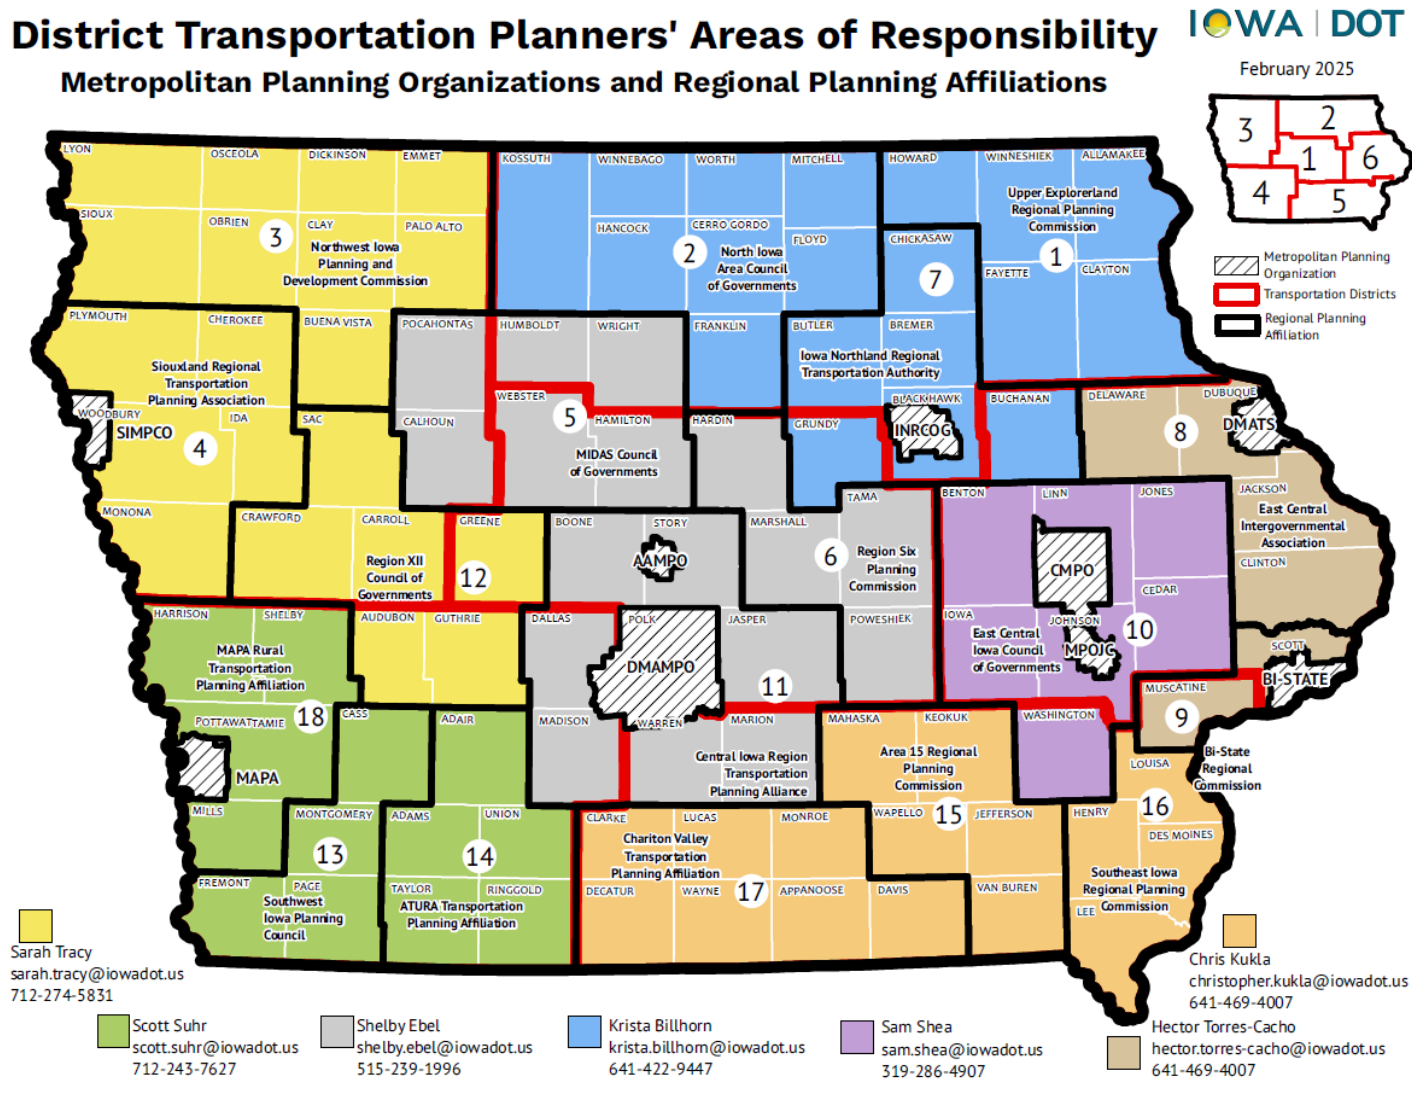 District Transportation Planners' Areas of Responsibility
Metropolitan Planning Organizations and Regional Planning Affiliations
IOWA | DOT
February 2025
3
2
1
6
4
5
Metropolitan Planning
Organization
Transportation Districts
Regional Planning
Affiliation
LYON
OSCEOLA
DICKINSON
EMMET
KOSSUTH
WINNEBAGO
WORTH
MITCHELL
HOWARD
WINNESHIEK
ALLAMAKEE
SIOUX
OBRIEN
CLAY
PALO ALTO
HANCOCK
CERRO GORDO
FLOYD
CHICKASAW
FAYETTE
CLAYTON
3
Northwest Iowa
Planning and
Development Commission
2
North Iowa
Area Council
of Governments
7
Upper Explorerland
Regional Planning
Commission
1
PLYMOUTH
CHEROKEE
BUENA VISTA
POCAHONTAS
HUMBOLDT
WRIGHT
FRANKLIN
BUTLER
BREMER
Siouxland Regional
Transportation
Planning Association
Iowa Northland Regional
Transportation Authority
WOODBURY
SIMPCO
IDA
SAC
CALHOUN
WEBSTER
HAMILTON
HARDIN
GRUNDY
BLACK HAWK
INRCOG
BUCHANAN
DELAWARE
DUBUQUE
DMATS
4
5
MIDAS Council
of Governments
8
MONONA
CRAWFORD
CARROLL
GREENE
BOONE
STORY
MARSHALL
TAMA
BENTON
LINN
JONES
JACKSON
East Central
Intergovernmental
Association
CLINTON
Region XII
Council of
Governments
12
AAMPO
6
Region Six
Planning
Commission
CMPO
CEDAR
HARRISON
SHELBY
AUDUBON
GUTHRIE
DALLAS
POLK
JASPER
POWESHIEK
IOWA
JOHNSON
10
SCOTT
MAPA Rural
Transportation
Planning Affiliation
DMAMPO
11
East Central
Iowa Council
of Governments
MPOJC
BI-STATE
POTTAWATTAMIE
18
CASS
ADAIR
MADISON
WARREN
MARION
MAHASKA
KEOKUK
WASHINGTON
MUSCATINE
9
MAPA
Central Iowa Region
Transportation
Planning Alliance
Area 15 Regional
Planning
Commission
LOUISA
Bi-State
Regional
Commission
MILLS
MONTGOMERY
ADAMS
UNION
CLARKE
LUCAS
MONROE
WAPELLO
15
JEFFERSON
HENRY
16
DES MOINES
13
14
Chariton Valley
Transportation
Planning Affiliation
FREMONT
PAGE
TAYLOR
RINGGOLD
DECATUR
WAYNE
17
APPANOOSE
DAVIS
VAN BUREN
LEE
Southwest
Iowa Planning
Council
ATURA Transportation
Planning Affiliation
Southeast Iowa
Regional Planning
Commission
Sarah Tracy
sarah.tracy@iowadot.us
712-274-5831
Scott Suhr
scott.suhr@iowadot.us
712-243-7627
Shelby Ebel
shelby.ebel@iowadot.us
515-239-1996
Krista Billhorn
krista.billhorn@iowadot.us
641-422-9447
Sam Shea
sam.shea@iowadot.us
319-286-4907
Chris Kukla
christopher.kukla@iowadot.us
641-469-4007
Hector Torres-Cacho
hector.torres-cacho@iowadot.us
641-469-4007